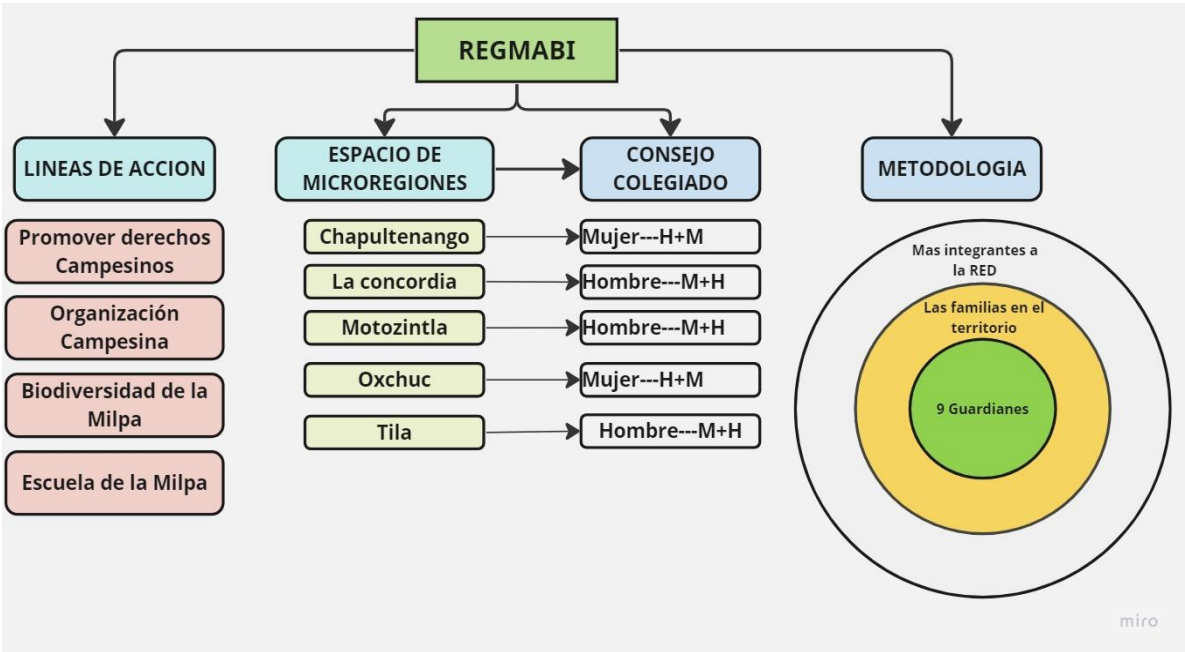 REGMABI
LINEAS DE ACCION
Promover derechos
Campesinos
Organización
Campesina
Biodiversidad de la
Milpa
Escuela de la Milpa
ESPACIO DE
MICROREGIONES
Chapultenango
La concordia
Motozintla
Oxchuc
Tila
CONSEJO
COLEGIADO
Mujer---H+M
Hombre---M+H
Hombre---M+H
Mujer---H+M
Hombre---M+H
METODOLOGIA
Mas integrantes a
la RED
Las familias en el
territorio
9 Guardianes
miro